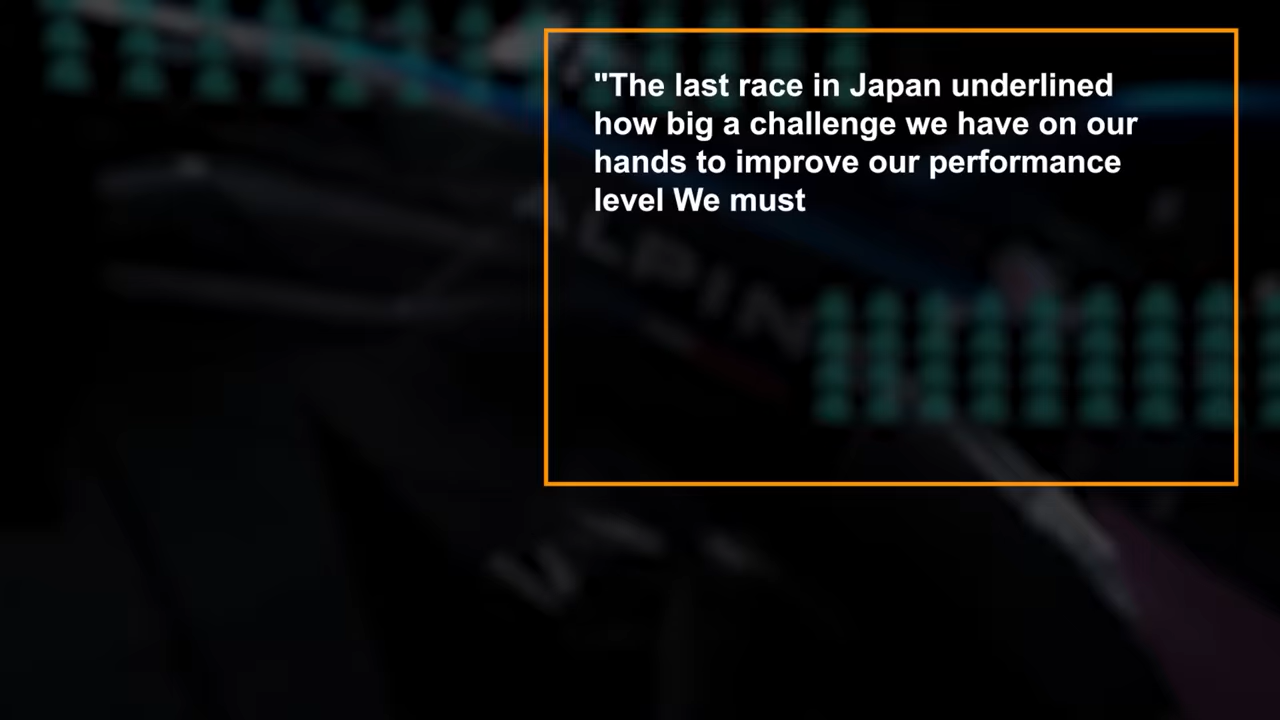 "The last race in Japan underlined
how big a challenge we have on our
hands to improve our performance
level We must
ALPIN